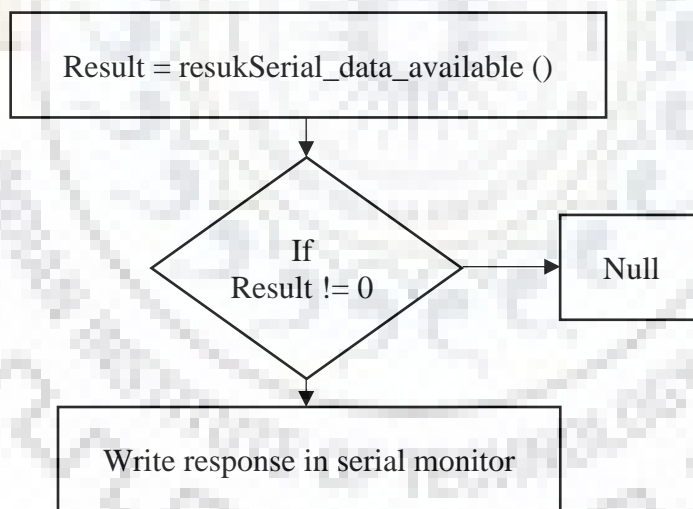 Result = resukSerial_data_available ()
If
Result != 0
Null
Write response in serial monitor